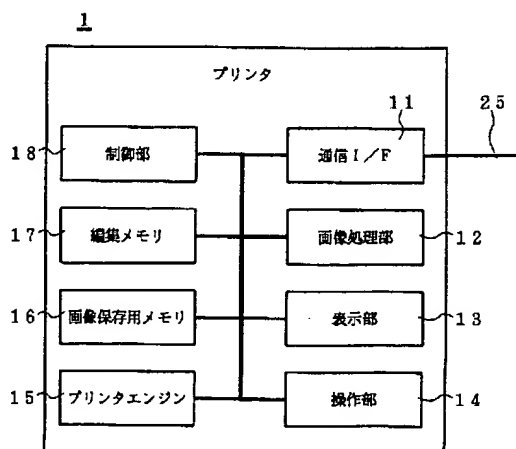 1
プリンタ
11
25
18
制御部
通信I/F
17
編集メモリ
画像処理部
12
16
画像保存用メモリ
表示部
13
15
プリンタエンジン
操作部
14